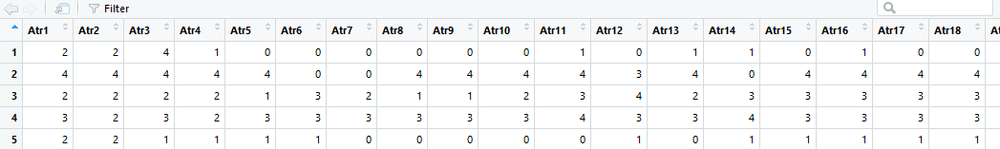 Filter
Atr1 Atr2 Atr3 Atr4 Atr5 Atr6 Atr7 Atr8 Atr9 Atr10 Atr11 Atr12 Atr13 Atr14 Atr15 Atr16 Atr17 Atr18
1 2 2 4 1 0 0 0 0 0 0 1 0 1 1 0 1 0 0
2 4 4 4 4 4 0 0 4 4 4 4 3 4 0 4 4 4 4
3 2 2 2 2 1 3 2 1 1 2 3 4 2 3 3 3 3 3
4 3 2 3 2 3 3 3 3 3 3 4 3 3 4 3 3 3 3
5 2 2 1 1 1 1 0 0 0 0 0 1 0 1 1 1 1 1